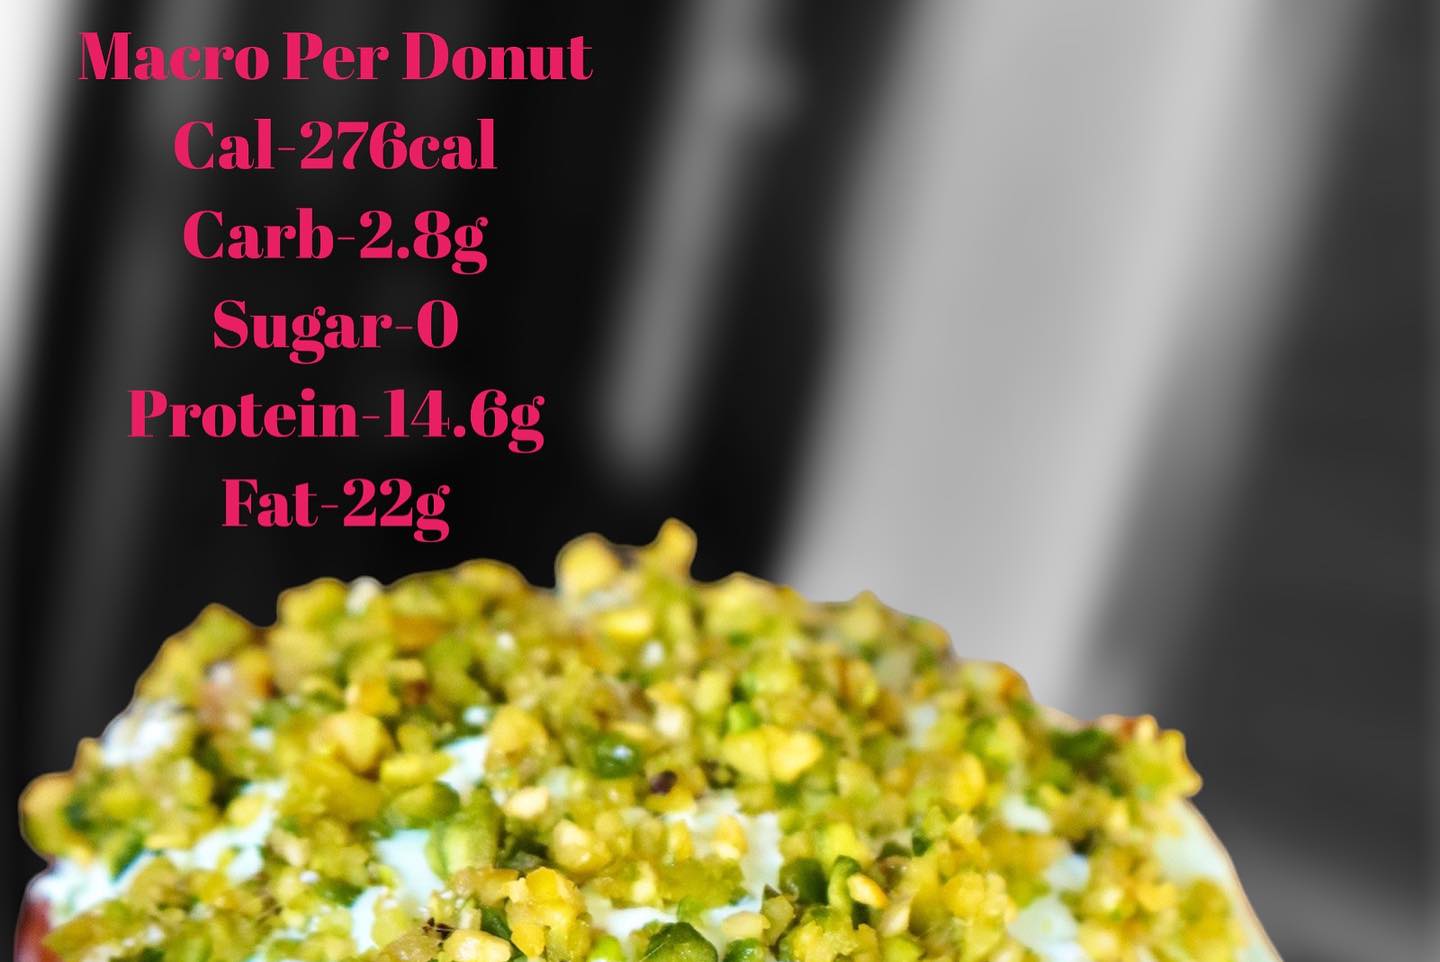 Macro Per Donut
Cal-276cal
Carb-2.8g
Sugar-0
Protein-14.6g
Fat-22g